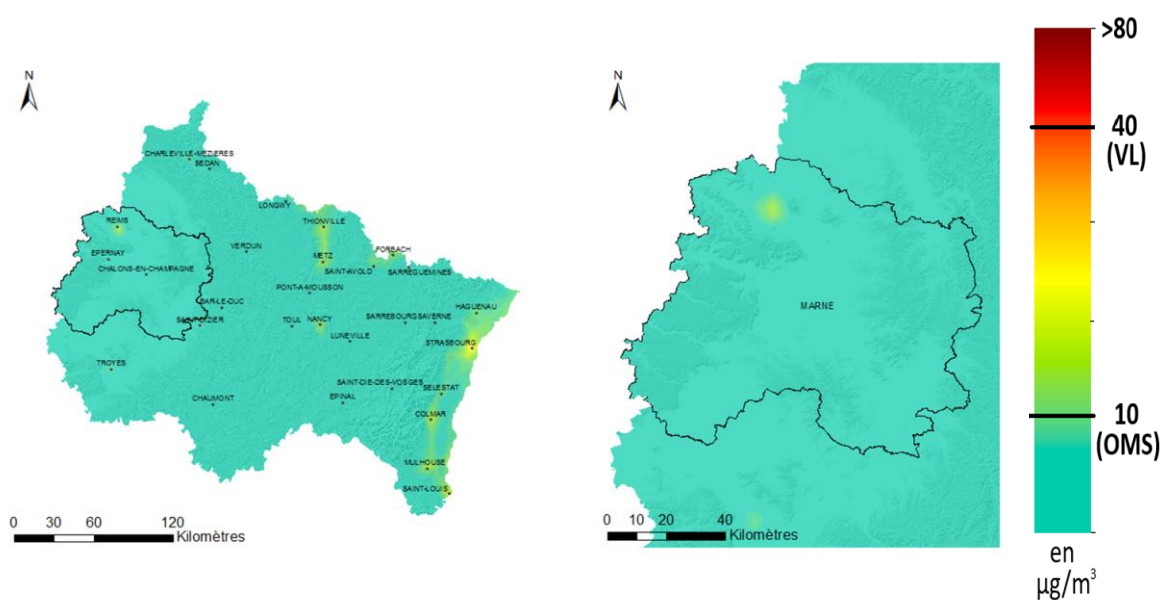 N
CHARLEVILLE-MEZIERES
SEDAN
LONGWY
REIMS
THIONVILLE
EPERNAY
VERDUN
METZ
FORBACH
CHALONS-EN-CHAMPAGNE
SAINT-AVOLD
SARREGUEMINES
PONT-A-MOUSSON
BAR-LE-DUC
HAGUENAU
SAINT-DIZIER
TOUL
NANCY
SARREBOURG
SAVERNE
LUNEVILLE
STRASBOURG
TROYES
SAINT-DIE-DES-VOSGES
SELESTAT
CHAUMONT
EPINAL
COLMAR
MULHOUSE
SAINT-LOUIS
0 30 60 120
Kilomètres
N
MARNE
0 10 20 40
Kilomètres
>80
40
(VL)
10
(OMS)
en
µg/m³